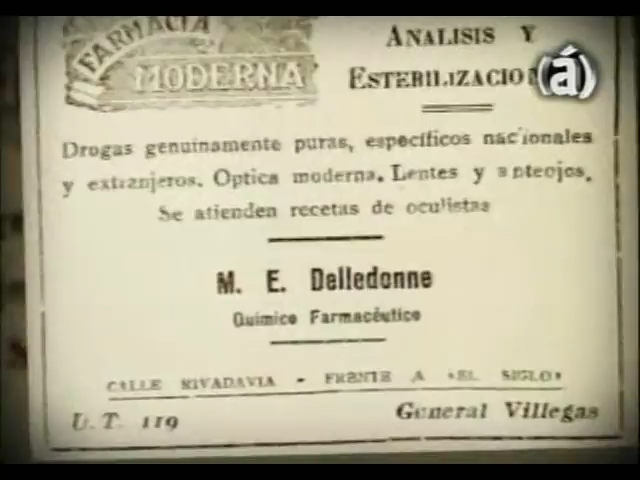 FARMACIA
MODERNA
ANALISIS Y
ESTERILIZACION
(á)
Drogas genuinamente puras, específicos nacionales
y extranjeros. Optica moderna. Lentes y anteojos.
Se atienden recetas de oculistas
M. E. Delledonne
Químico Farmacéutico
CALLE RIVADAVIA - FRENTE A «EL SIGLO»
U. T. 119
General Villegas